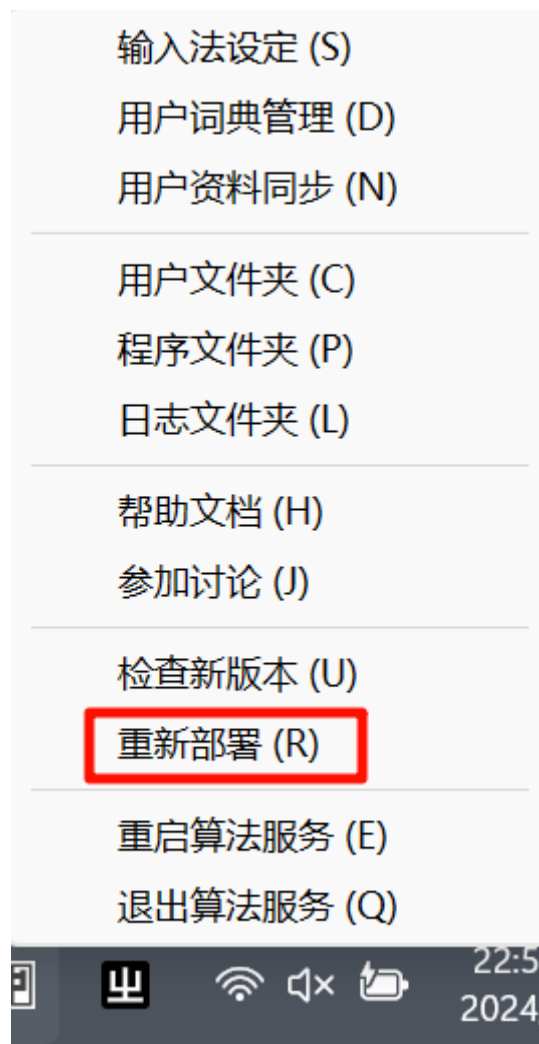 输入法设定 (S)
用户词典管理 (D)
用户资料同步 (N)
用户文件夹 (C)
程序文件夹 (P)
日志文件夹 (L)
帮助文档 (H)
参加讨论 (J)
检查新版本 (U)
重新部署 (R)
重启算法服务 (E)
退出算法服务 (Q)
22:5
2024